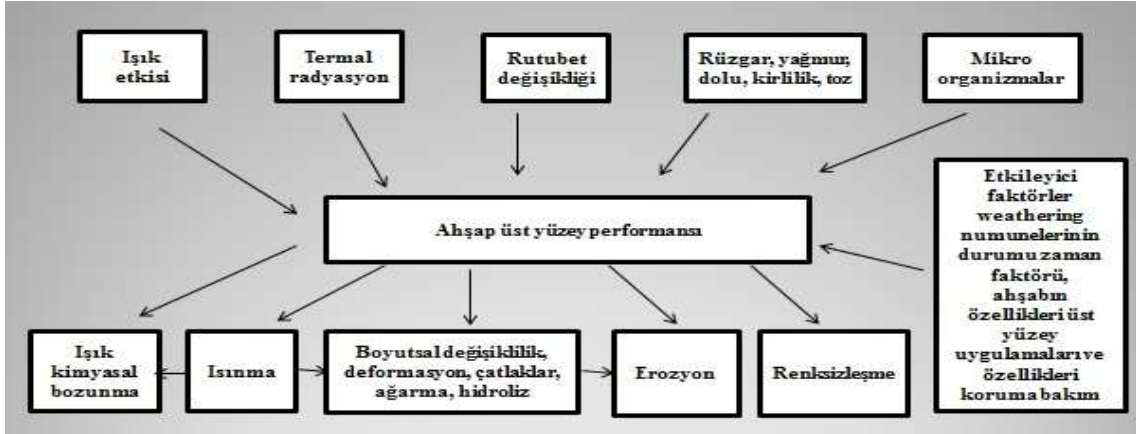 Işık
etkisi
Termal
radyasyon
Rutubet
değişikliği
Rüzgar, yağmur,
dolu, kirlilik, toz
Mikro
organizmalar
Etkileyici
faktörler
weathering
numunelerinin
durumu zaman
faktörü,
ahşabın
özellikleri üst
yüzey
uygulamaları ve
özellikleri
koruma bakım
Ahşap üst yüzey performansı
Işık
kimyasal
bozunma
Isınma
Boyutsal değişiklilik,
deformasyon, çatlaklar,
ağarma, hidroliz
Erozyon
Renksizleşme